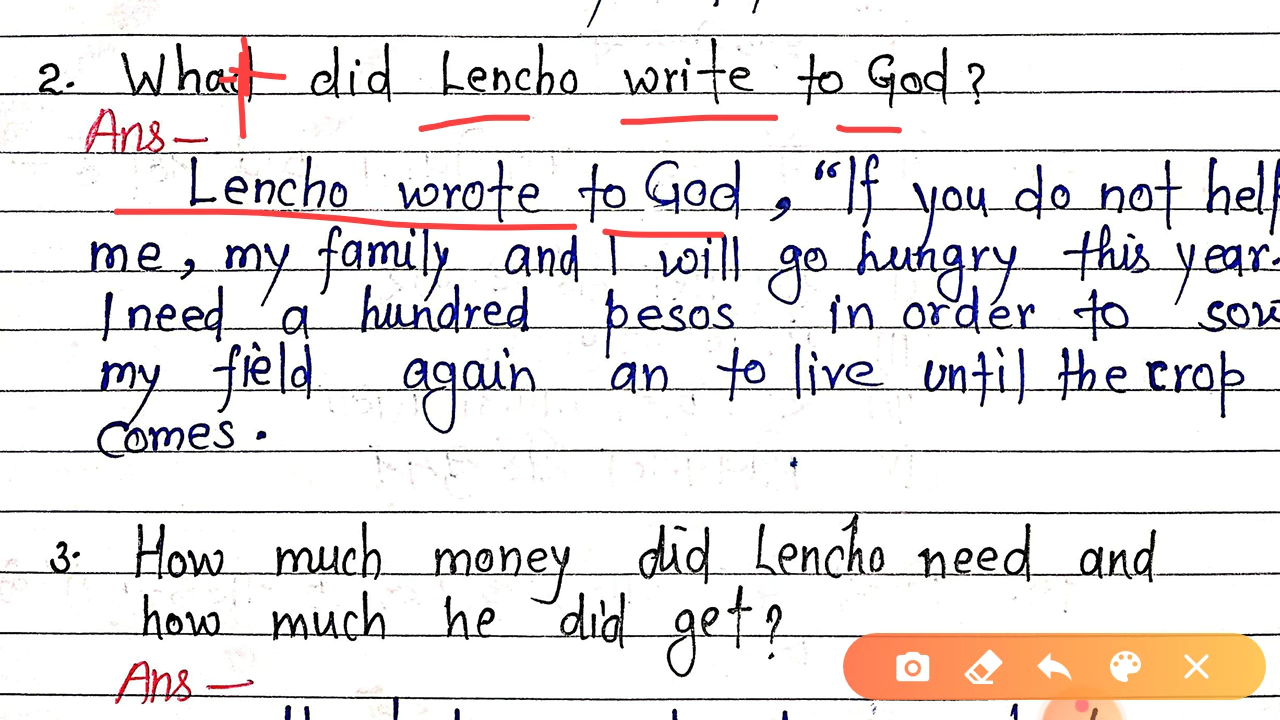 2. What did Lencho write to God?
Ans-
Lencho wrote to God, "If you do not help
me, my family and I will go hungry this year.
I need a hundred pesos in order to sow
my field again an to live until the crop
comes.
3. How much money did Lencho need and
how much he did get?
Ans-